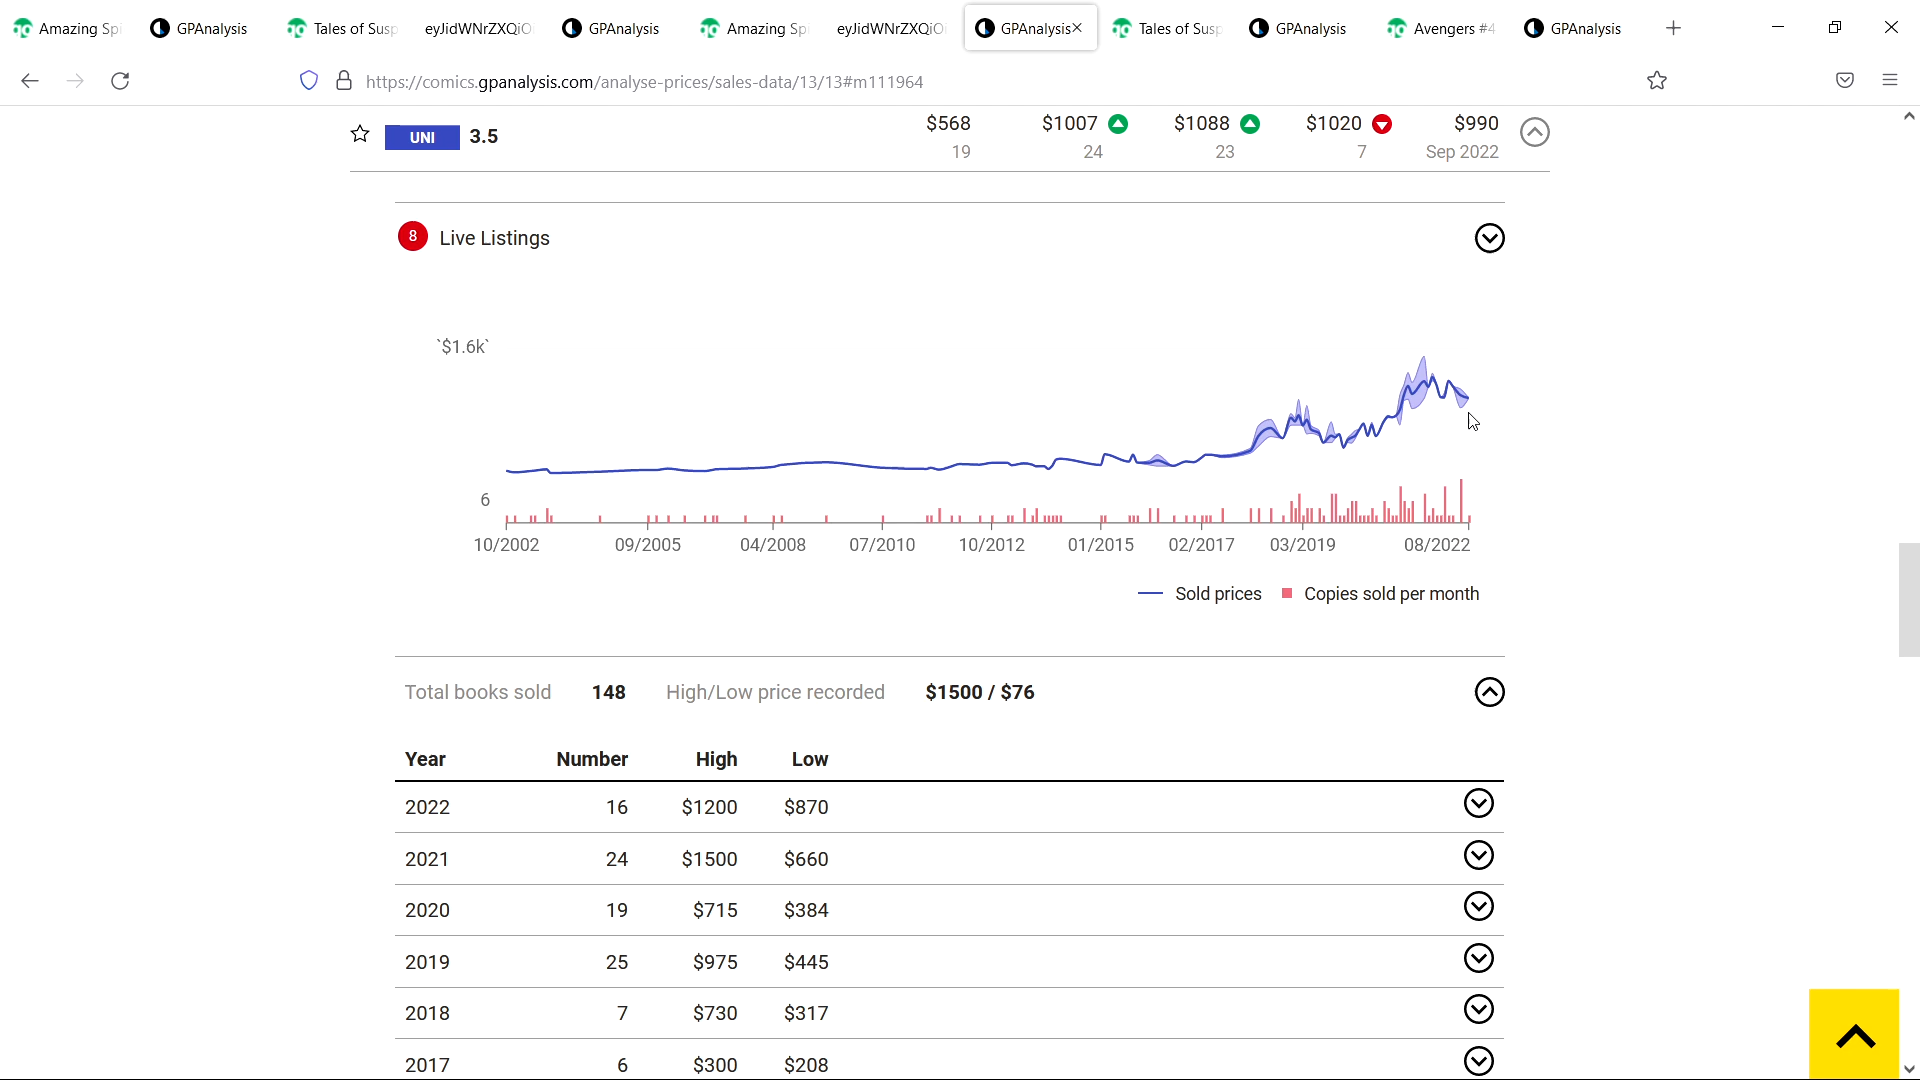 Amazing Sp
GPAnalysis
Tales of Susp
eyJidWNrZXQiO
GPAnalysis
Amazing Sp
eyJidWNrZXQiO
GPAnalysis
Tales of Susp
GPAnalysis
Avengers #4
GPAnalysis
https://comics.gpanalysis.com/analyse-prices/sales-data/13/13#m111964
UNI 3.5 $568 $1007 $1088 $1020 $990
19 24 23 7 Sep 2022
8 Live Listings
`$1.6k`
6
10/2002 09/2005 04/2008 07/2010 10/2012 01/2015 02/2017 03/2019 08/2022
Sold prices Copies sold per month
Total books sold 148 High/Low price recorded $1500 / $76
Year Number High Low
2022 16 $1200 $870
2021 24 $1500 $660
2020 19 $715 $384
2019 25 $975 $445
2018 7 $730 $317
2017 6 $300 $208